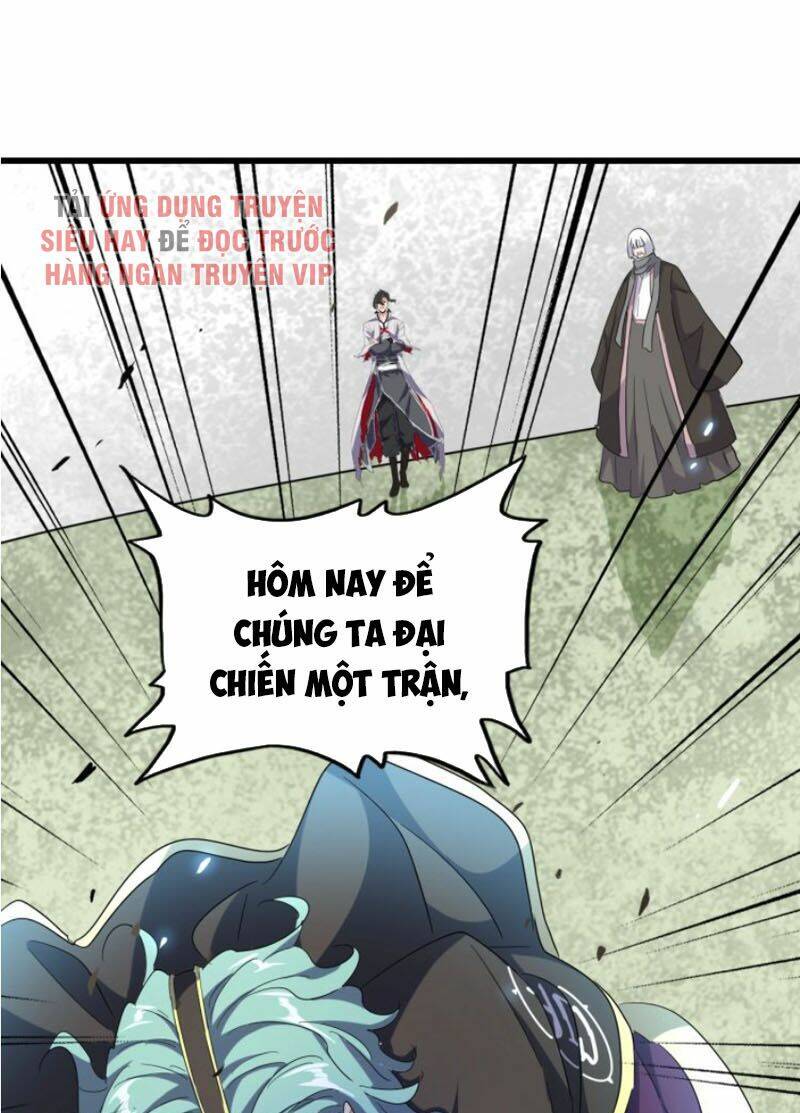 TẢI ỨNG DỤNG TRUYỆN
SIÊU HAY ĐỂ ĐỌC TRƯỚC
HÀNG NGÀN TRUYỆN VIP
HÔM NAY ĐỂ
CHÚNG TA ĐẠI
CHIẾN MỘT TRẬN,